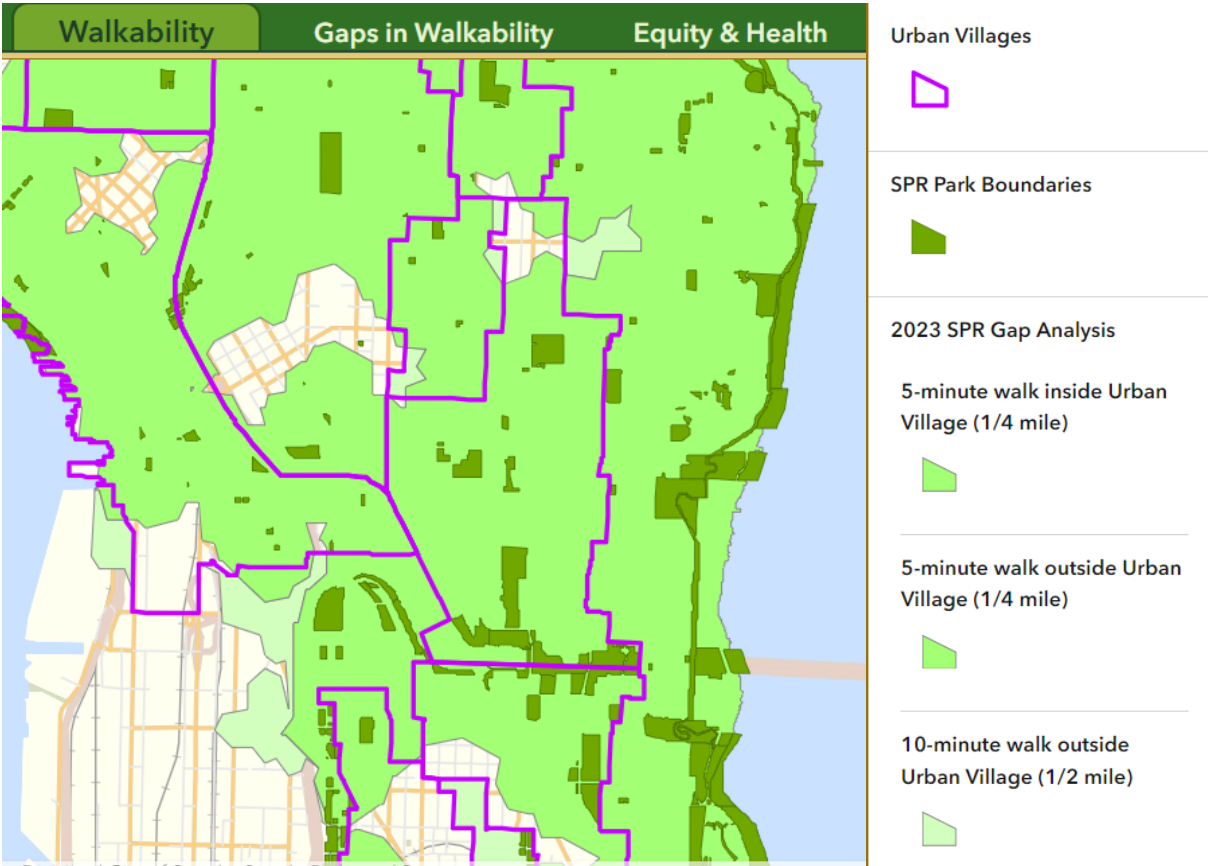 Walkability
Gaps in Walkability
Equity & Health
Urban Villages
SPR Park Boundaries
2023 SPR Gap Analysis
5-minute walk inside Urban
Village (1/4 mile)
5-minute walk outside Urban
Village (1/4 mile)
10-minute walk outside
Urban Village (1/2 mile)